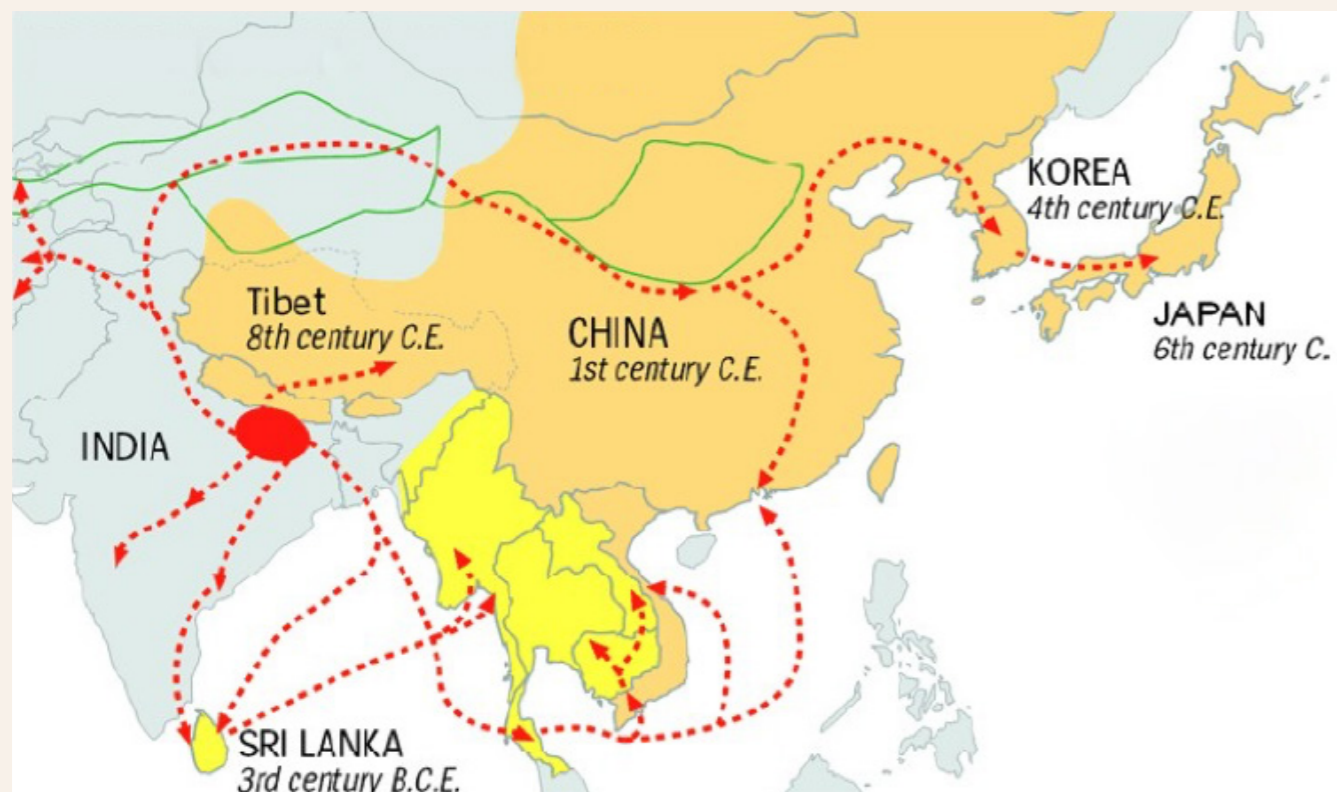 KOREA
4th century C.E.
Tibet
8th century C.E.
CHINA
1st century C.E.
JAPAN
6th century C.
INDIA
SRI LANKA
3rd century B.C.E.